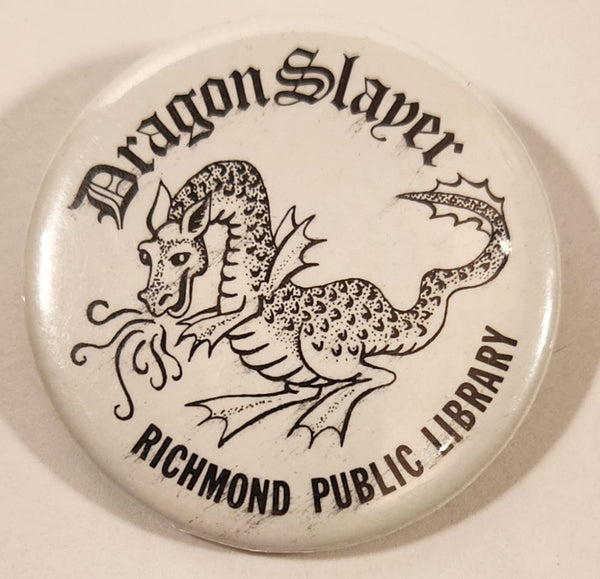 Dragon Slayer
RICHMOND PUBLIC LIBRARY